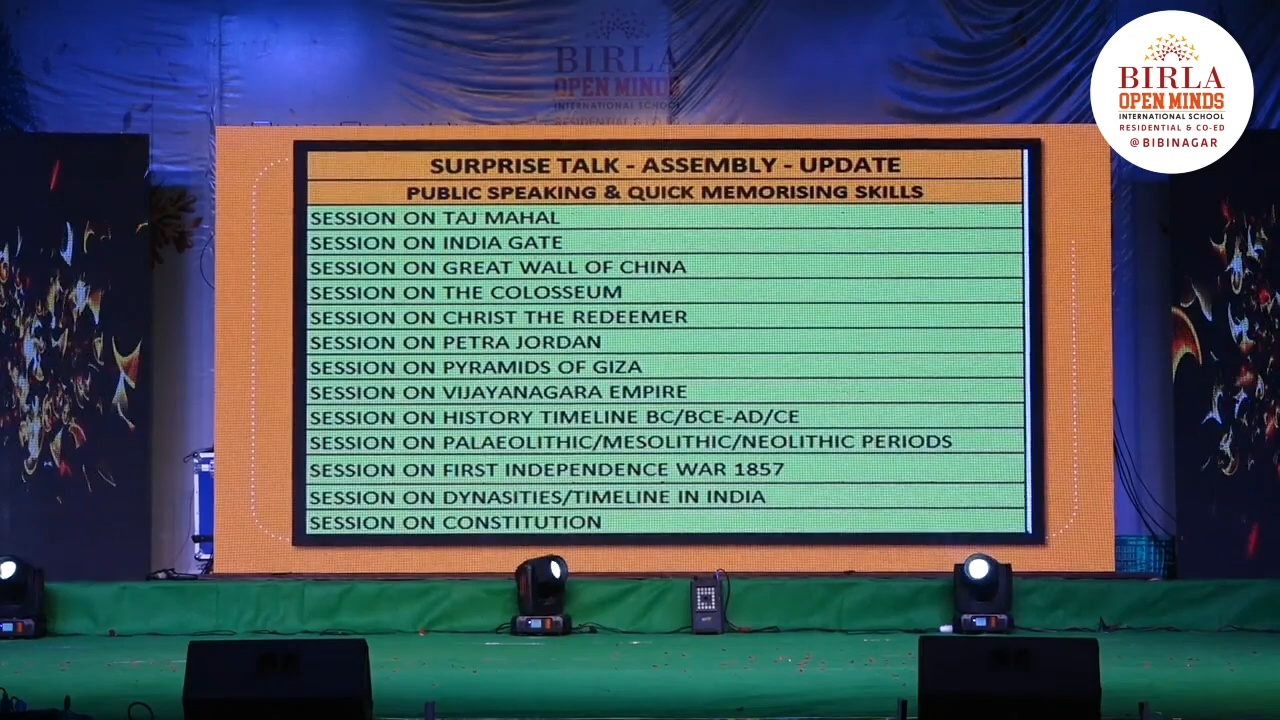 BIRLA
OPEN MINDS
INTERNATIONAL SCHOOL
RESIDENTIAL & CO-ED
@BIBINAGAR
BIRLA
OPEN MINDS
INTERNATIONAL SCHOOL
RESIDENTIAL & CO-ED
SURPRISE TALK - ASSEMBLY - UPDATE
PUBLIC SPEAKING & QUICK MEMORISING SKILLS
SESSION ON TAJ MAHAL
SESSION ON INDIA GATE
SESSION ON GREAT WALL OF CHINA
SESSION ON THE COLOSSEUM
SESSION ON CHRIST THE REDEEMER
SESSION ON PETRA JORDAN
SESSION ON PYRAMIDS OF GIZA
SESSION ON VIJAYANAGARA EMPIRE
SESSION ON HISTORY TIMELINE BC/BCE-AD/CE
SESSION ON PALAEOLITHIC/MESOLITHIC/NEOLITHIC PERIODS
SESSION ON FIRST INDEPENDENCE WAR 1857
SESSION ON DYNASITIES/TIMELINE IN INDIA
SESSION ON CONSTITUTION